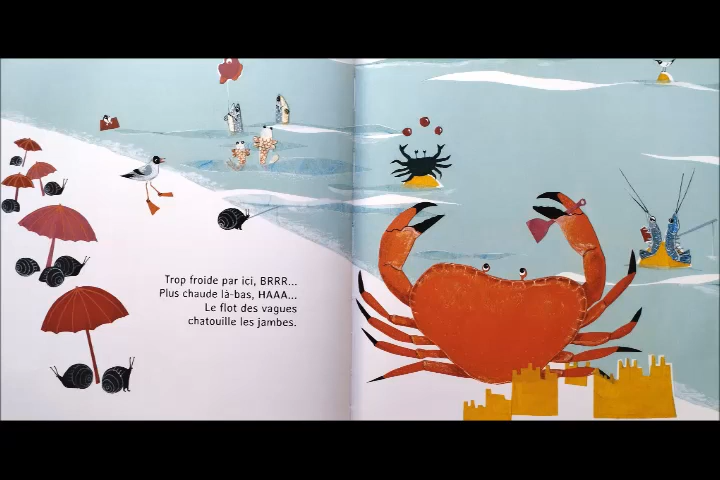 Trop froide par ici, BRRR...
Plus chaude là-bas, HAAA...
Le flot des vagues
chatouille les jambes.